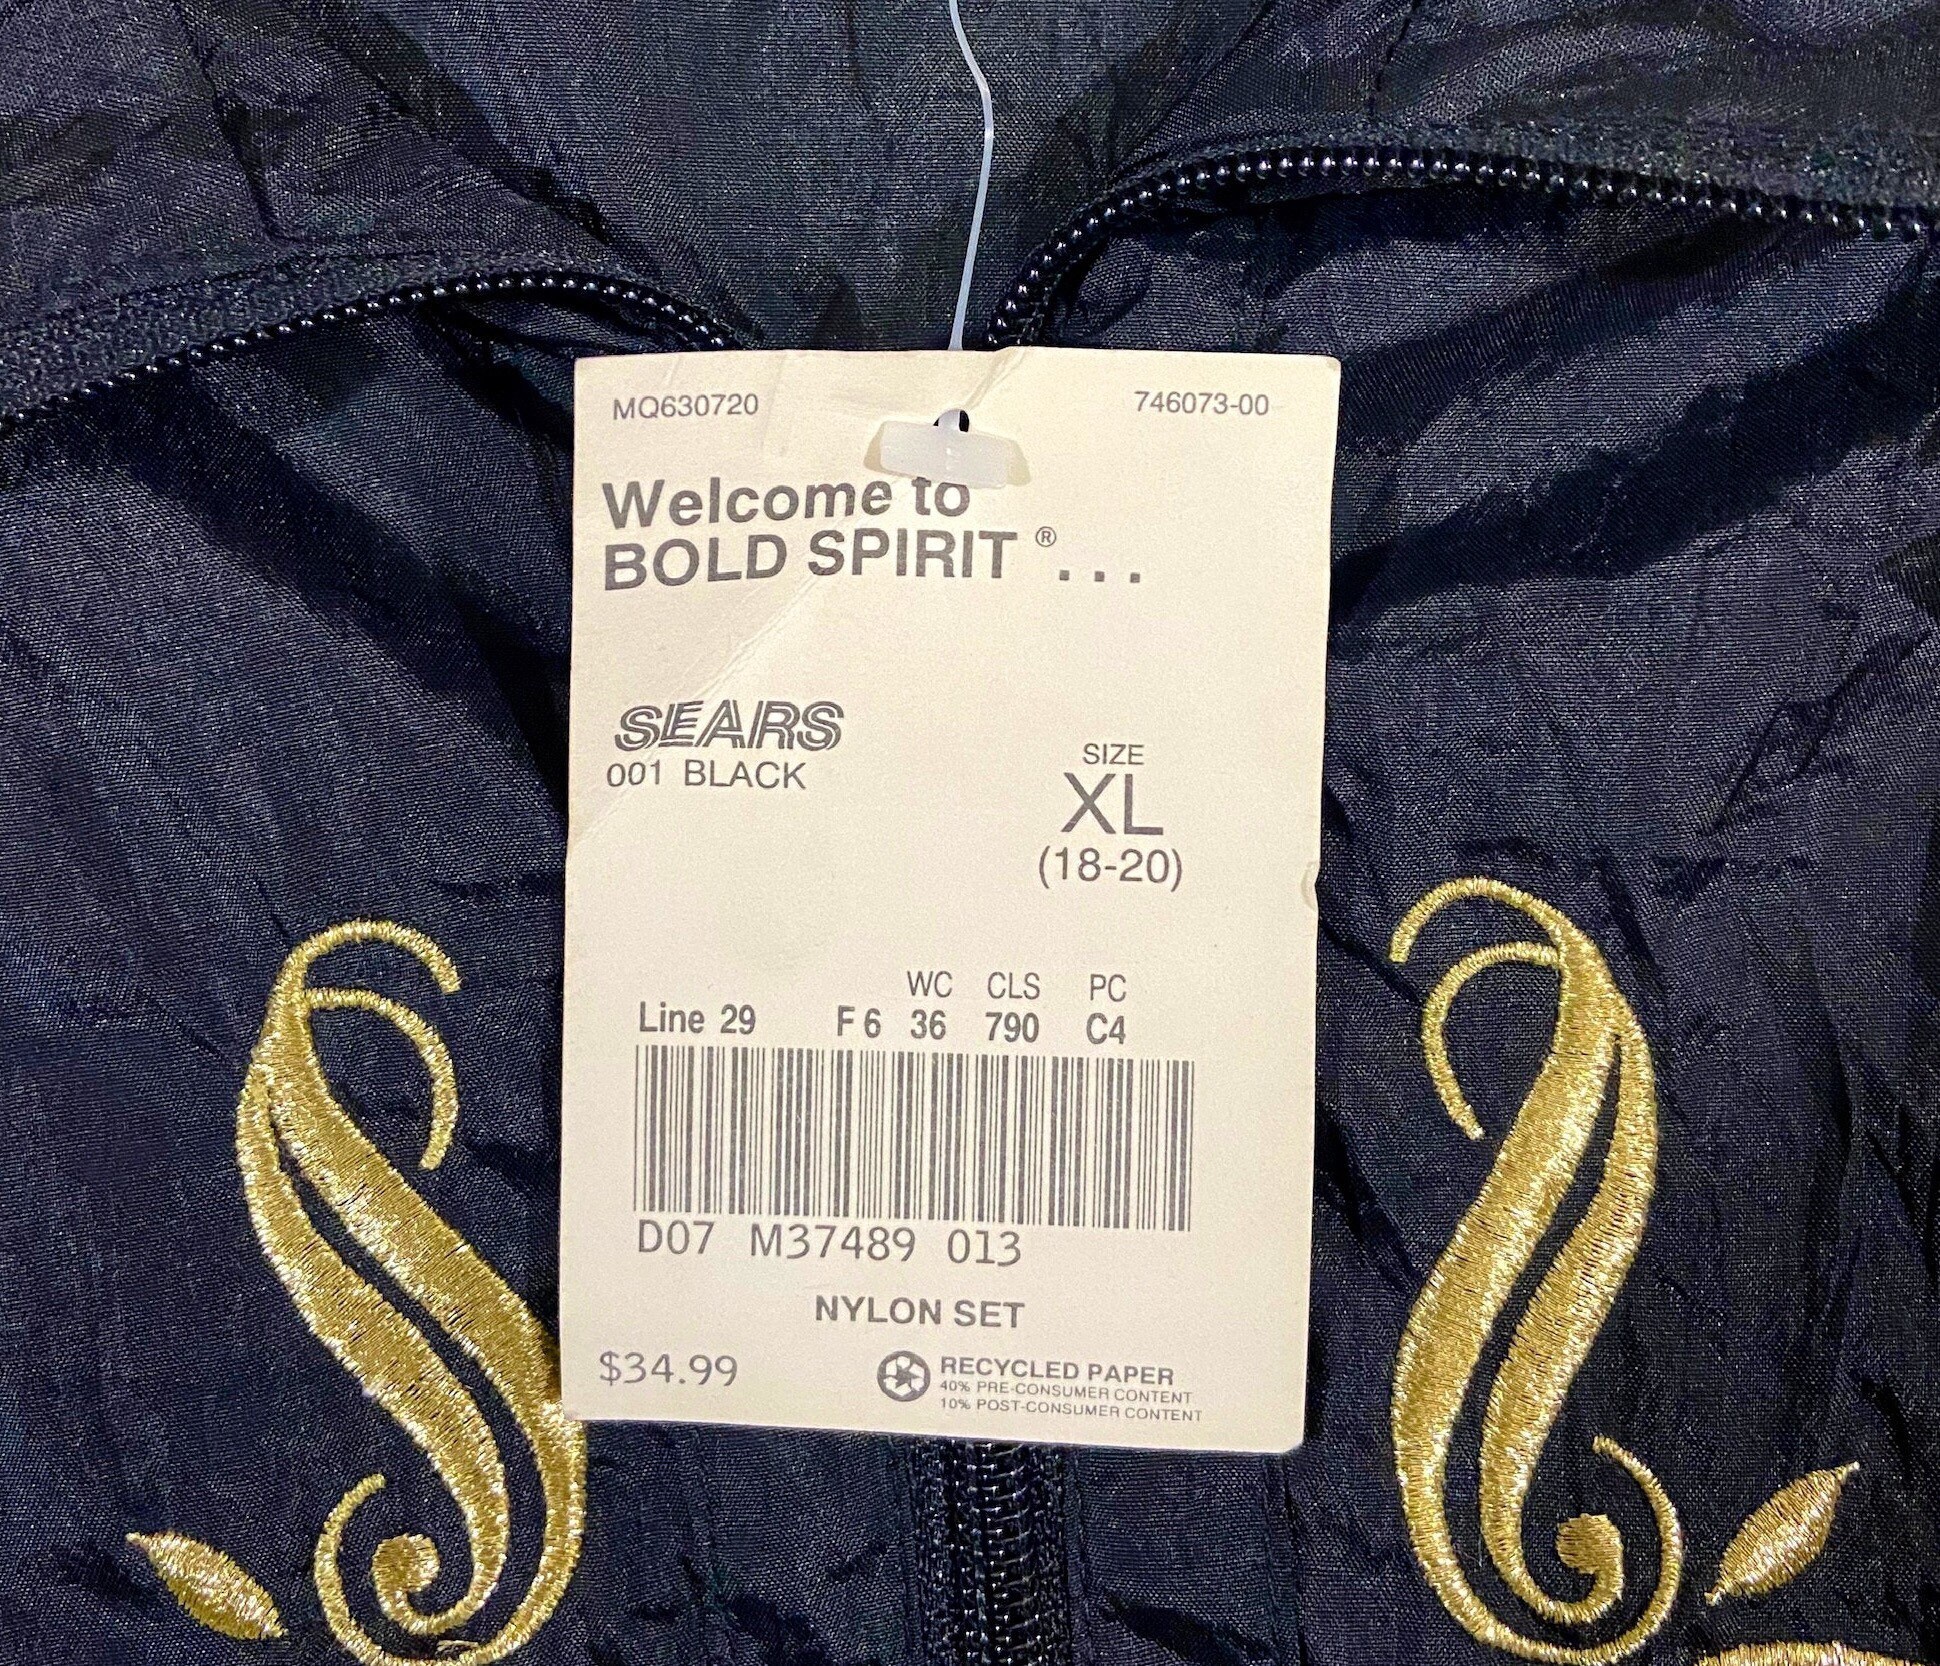 MQ630720 746073-00
Welcome to
BOLD SPIRIT® . . .
SEARS
001 BLACK
SIZE
XL
(18-20)
WC CLS PC
Line 29 F6 36 790 C4
D07 M37489 013
NYLON SET
$34.99
RECYCLED PAPER
40% PRE-CONSUMER CONTENT
10% POST-CONSUMER CONTENT